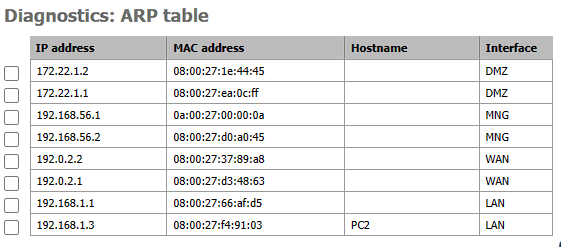 Diagnostics: ARP table
IP address MAC address Hostname Interface
172.22.1.2 08:00:27:1e:44:45 DMZ
172.22.1.1 08:00:27:ea:0c:ff DMZ
192.168.56.1 0a:00:27:00:00:0a MNG
192.168.56.2 08:00:27:d0:a0:45 MNG
192.0.2.2 08:00:27:37:89:a8 WAN
192.0.2.1 08:00:27:d3:48:63 WAN
192.168.1.1 08:00:27:66:af:d5 LAN
192.168.1.3 08:00:27:f4:91:03 PC2 LAN